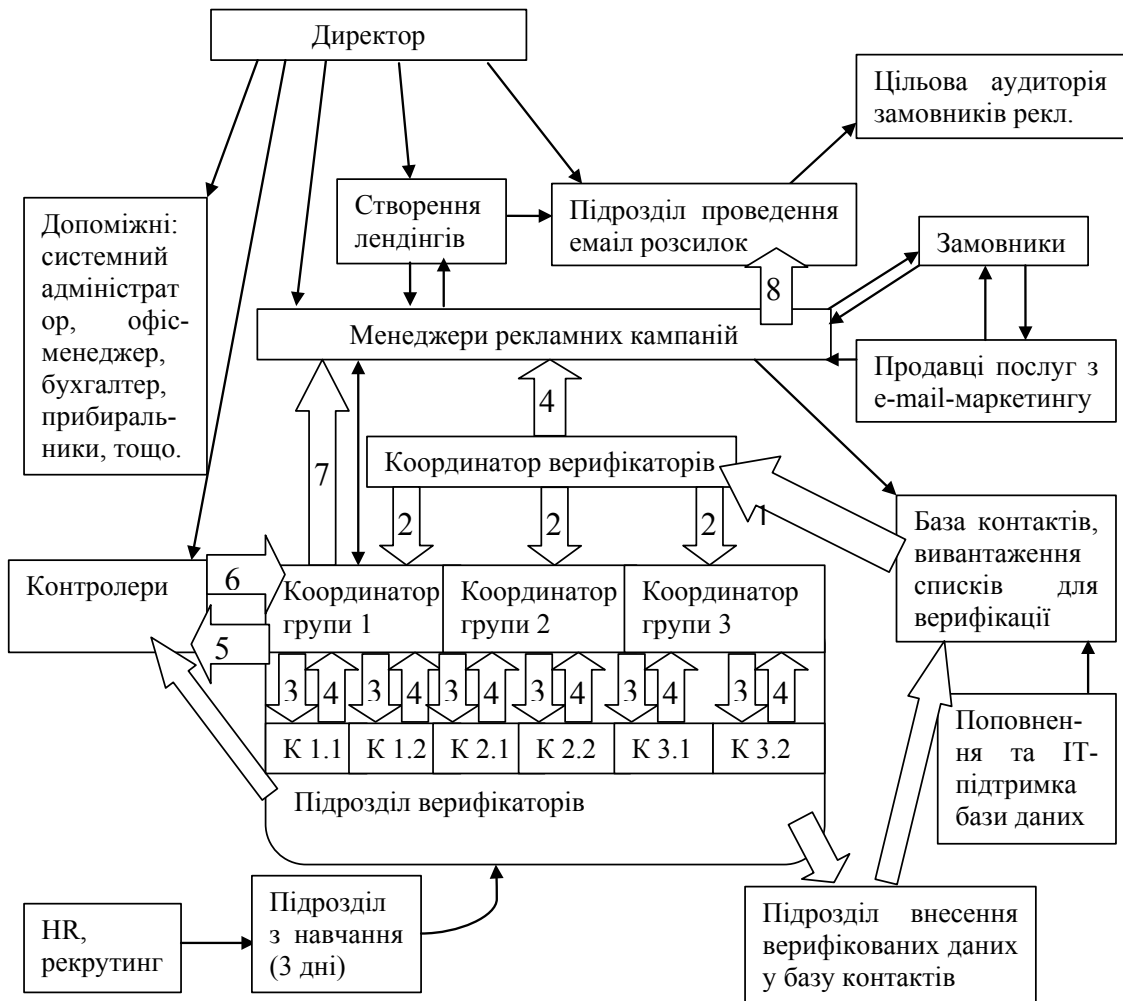 Директор
Цільова аудиторія
замовників рекл.
Допоміжні:
системний
адміністрат
ор, офіс-
менеджер,
бухгалтер,
прибираль-
ники, тощо.
Створення
лендінгів
Підрозділ проведення
емаіл розсилок
Замовники
8
Менеджери рекламних кампаній
Продавці послуг з
e-mail-маркетингу
4
7
Координатор верифікаторів
1
2
2
2
База контактів,
вивантаження
списків для
верифікації
Контролери
6
5
Координатор
групи 1
Координатор
групи 2
Координатор
групи 3
3 4 3 4 3 4 3 4 3 4 3 4
К 1.1
К 1.2
К 2.1
К 2.2
К 3.1
К 3.2
Підрозділ верифікаторів
Поповнен-
ня та ІТ-
підтримка
бази даних
HR,
рекрутинг
Підрозділ
з навчання
(3 дні)
Підрозділ внесення
верифікованих даних
у базу контактів